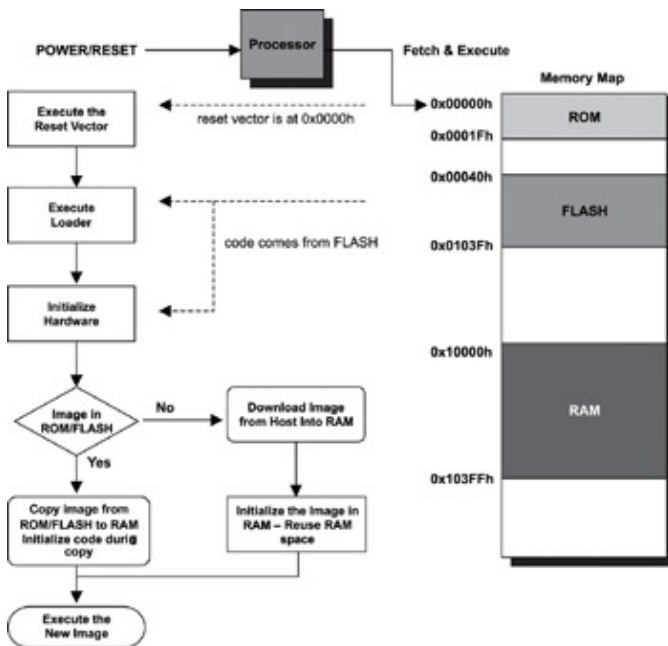 POWER/RESET
Processor
Fetch & Execute
Memory Map
Execute the
Reset Vector
reset vector is at 0x0000h
0x00000h
ROM
0x0001Fh
0x00040h
FLASH
0x0103Fh
Execute
Loader
code comes from FLASH
Initialize
Hardware
0x10000h
RAM
0x103FFh
Image in
ROM/FLASH
No
Yes
Download Image
from Host Into RAM
Copy image from
ROM/FLASH to RAM
Initialize code durig
copy
Initialize the Image in
RAM – Reuse RAM
space
Execute the
New Image